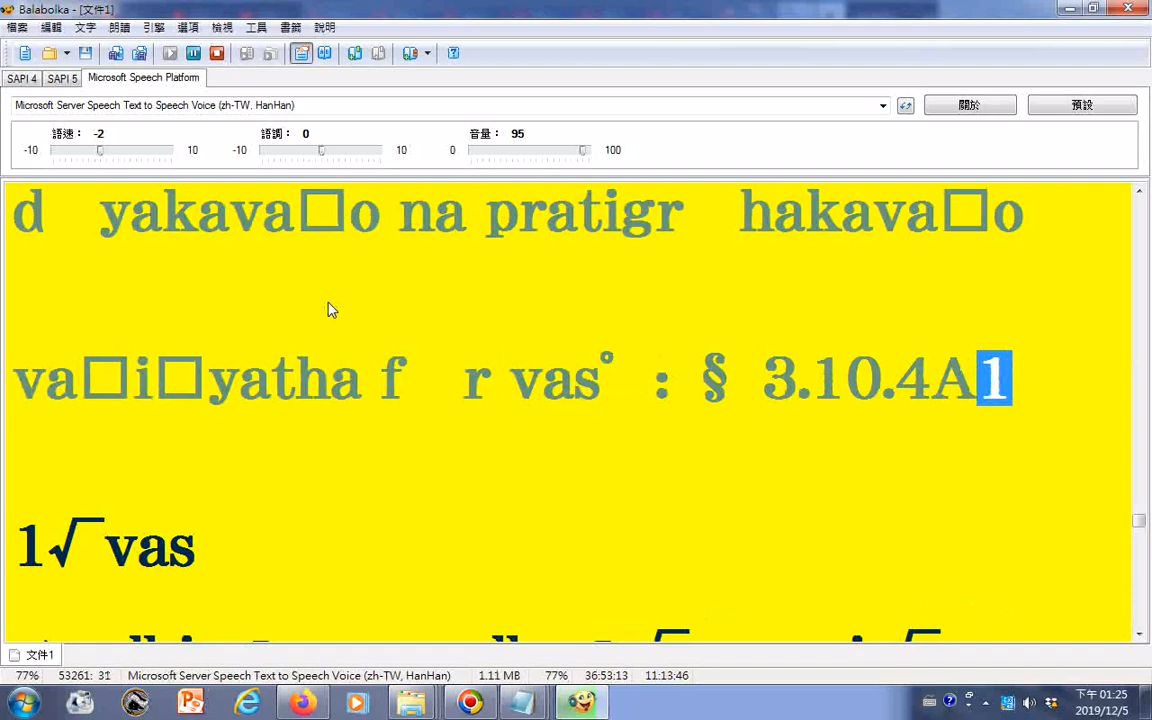 Balabolka - [文件1]
檔案 編輯 文字 朗讀 引擎 選項 檢視 工具 書籤 說明
SAPI 4 SAPI 5 Microsoft Speech Platform
Microsoft Server Speech Text to Speech Voice (zh-TW, HanHan) 關於 預設
語速： -2 語調： 0 音量： 95
-10 10 -10 10 0 100
d yakava□o na pratigr hakava□o
va□i□yatha f r vas° : § 3.10.4A1
1√vas
文件1
77% 53261: 31 Microsoft Server Speech Text to Speech Voice (zh-TW, HanHan) 1.11 MB 77% 36:53:13 11:13:46
下午 01:25
2019/12/5